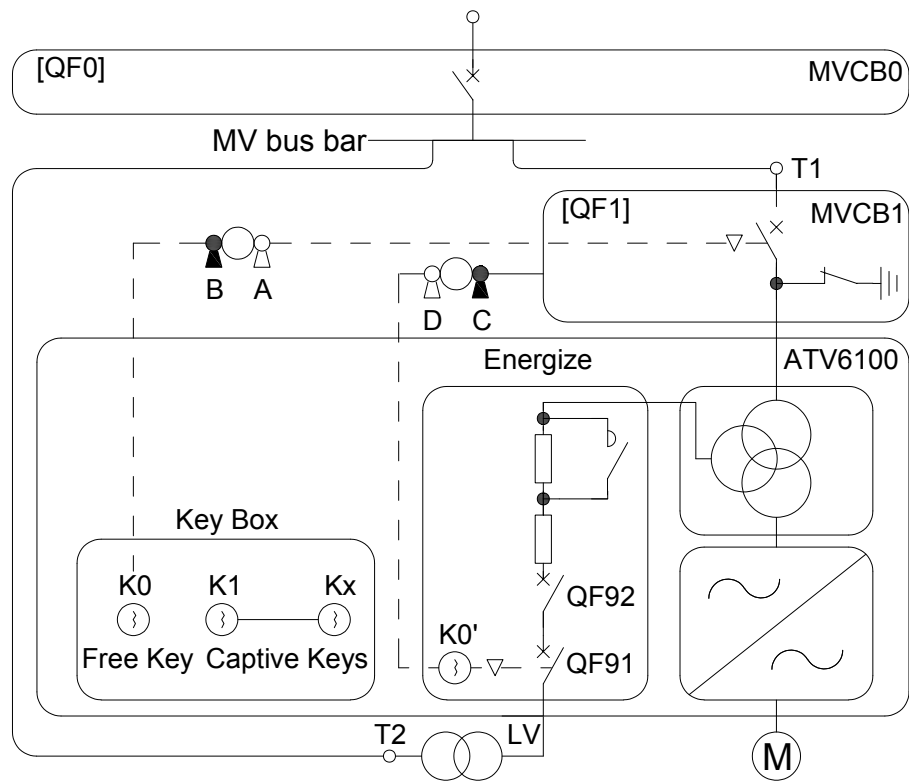 [QF0] MVCB0
MV bus bar
T1
[QF1] MVCB1
B A
D C
Energize ATV6100
Key Box
K0 K1 Kx
QF92
K0'
Free Key Captive Keys
QF91
T2 LV
M